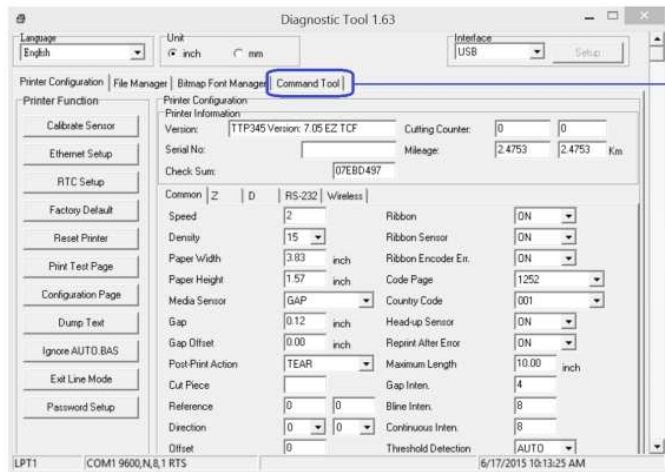 Diagnostic Tool 1.63
Language
English
Unit
inch
mm
Interface
USB
Setup
Printer Configuration
File Manager
Bitmap Font Manager
Command Tool
Printer Function
Calibrate Sensor
Ethernet Setup
RTC Setup
Factory Default
Reset Printer
Print Test Page
Configuration Page
Dump Text
Ignore AUTO.BAS
Exit Line Mode
Password Setup
Printer Configuration
Printer Information
Version: TTP345 Version: 7.05 EZ TCF
Cutting Counter: 0 0
Serial No:
Mileage: 2.4753 2.4753 Km
Check Sum: 07EBD497
Common Z D RS-232 Wireless
Speed 2
Ribbon ON
Density 15
Ribbon Sensor ON
Paper Width 3.83 inch
Ribbon Encoder Err. ON
Paper Height 1.57 inch
Code Page 1252
Media Sensor GAP
Country Code 001
Gap 0.12 inch
Head-up Sensor ON
Gap Offset 0.00 inch
Reprint After Error ON
Post-Print Action TEAR
Maximum Length 10.00 inch
Cut Piece
Gap Inten. 4
Reference 0 0
Bline Inten. 8
Direction 0 0
Continuous Inten. 8
Offset 0
Threshold Detection AUTO
LPT1
COM1 9600,N,8,1 RTS
6/17/2015 10:13:25 AM